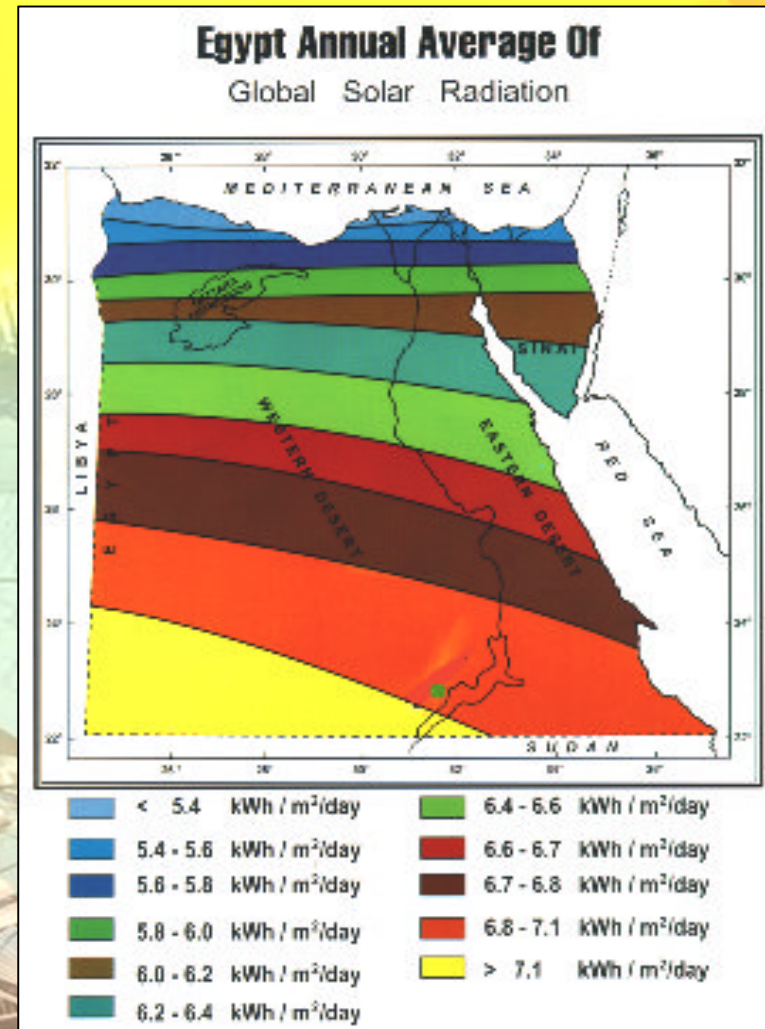 Egypt Annual Average Of
Global Solar Radiation
MEDITERRANEAN SEA
SINAI
WESTERN DESERT
EASTERN DESERT
RED SEA
LIBYA
EGYPT
SUDAN
< 5.4 kWh / m²/day
5.4 - 5.6 kWh / m²/day
5.6 - 5.8 kWh / m²/day
5.8 - 6.0 kWh / m²/day
6.0 - 6.2 kWh / m²/day
6.2 - 6.4 kWh / m²/day
6.4 - 6.6 kWh / m²/day
6.6 - 6.7 kWh / m²/day
6.7 - 6.8 kWh / m²/day
6.8 - 7.1 kWh / m²/day
> 7.1 kWh / m²/day